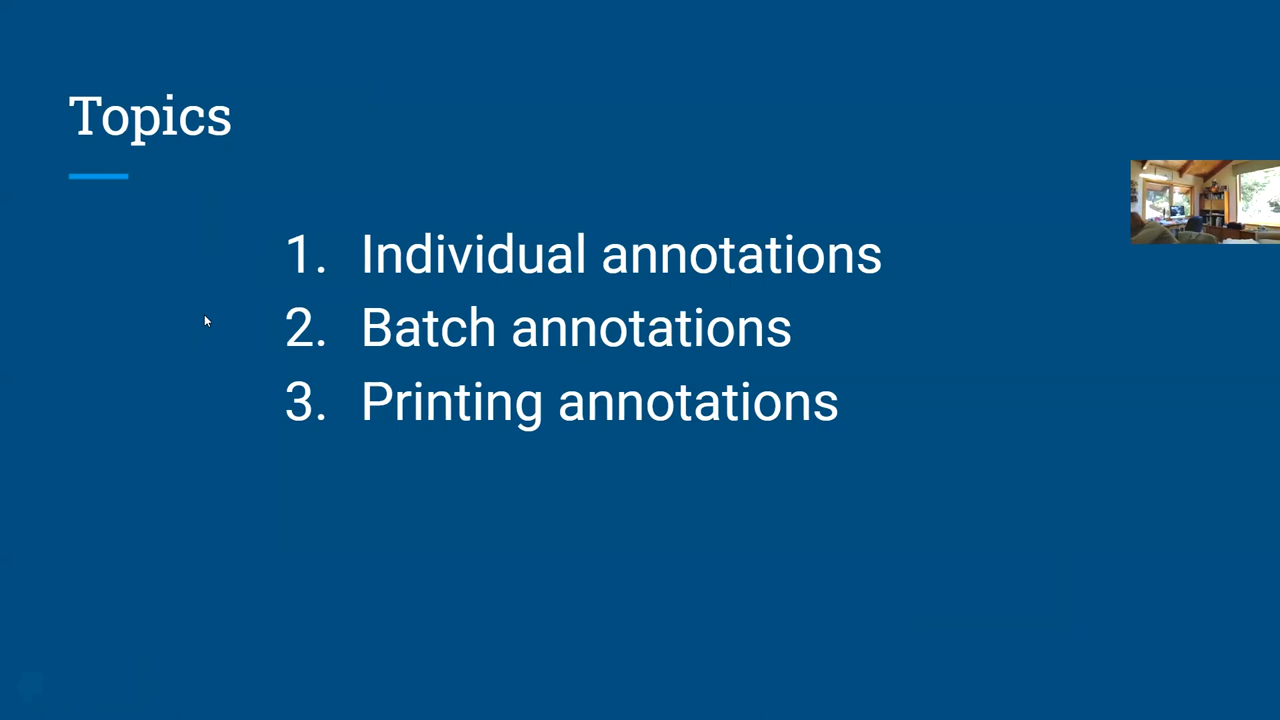 Topics
1. Individual annotations
2. Batch annotations
3. Printing annotations